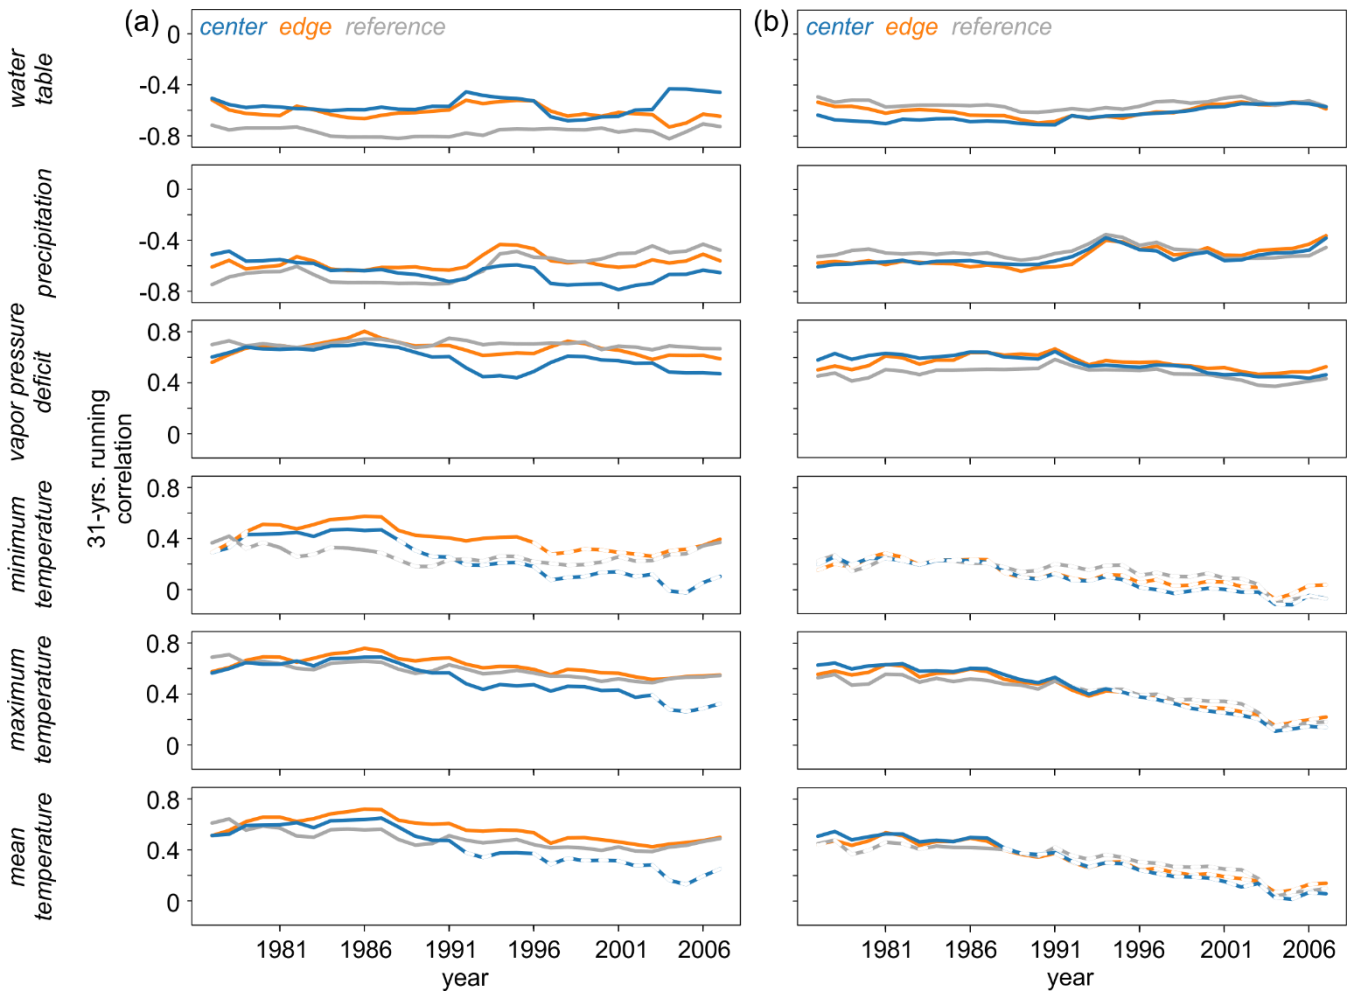 (a)
center edge reference
(b)
center edge reference
water
table
0
-0.4
-0.8
precipitation
0
-0.4
-0.8
vapor pressure
deficit
0.8
0.4
0
31-yrs. running
correlation
minimum
temperature
0.8
0.4
0
maximum
temperature
0.8
0.4
0
mean
temperature
0.8
0.4
0
1981 1986 1991 1996 2001 2006
year
1981 1986 1991 1996 2001 2006
year